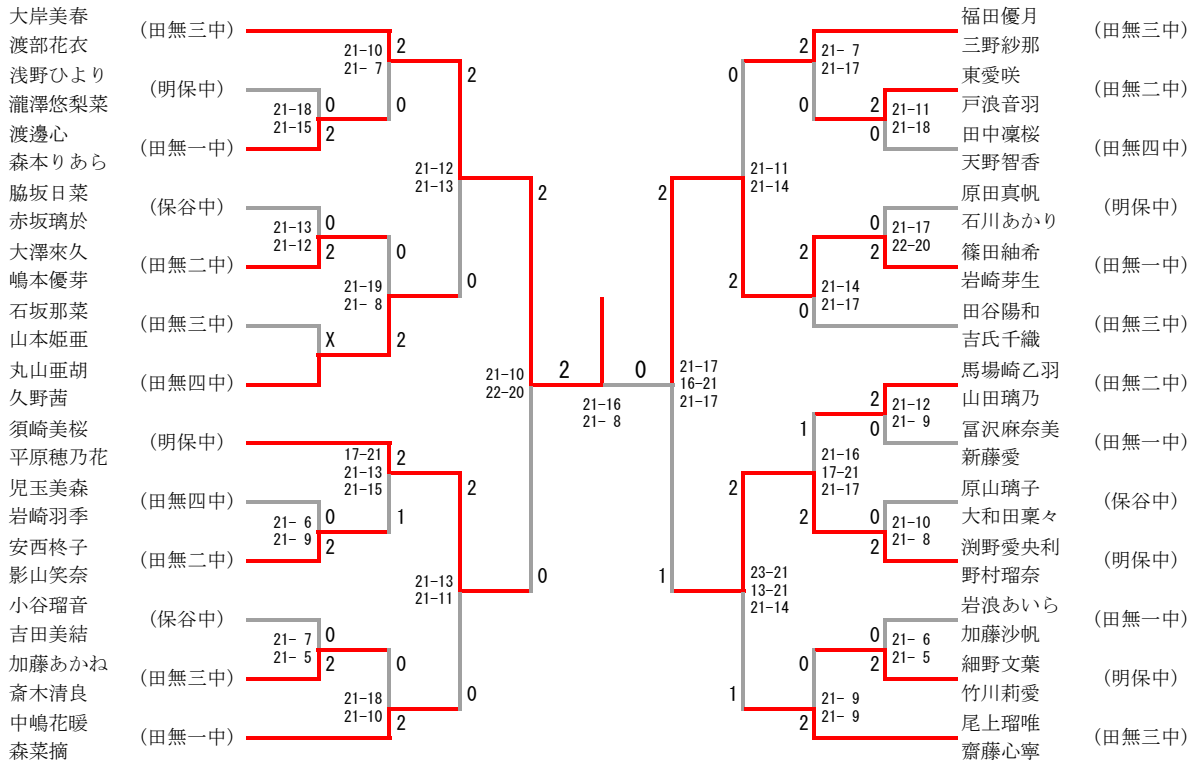 大岸美春
渡部花衣
(田無三中)
浅野ひより
瀧澤悠梨菜
(明保中)
渡邊心
森本りあら
(田無一中)
脇坂日菜
赤坂璃於
(保谷中)
大澤來久
嶋本優芽
(田無二中)
石坂那菜
山本姫亜
(田無三中)
丸山亜胡
久野茜
(田無四中)
須崎美桜
平原穂乃花
(明保中)
児玉美森
岩崎羽季
(田無四中)
安西柊子
影山笑奈
(田無二中)
小谷瑠音
吉田美結
(保谷中)
加藤あかね
斎木清良
(田無三中)
中嶋花暖
森菜摘
(田無一中)
21-18
21-15
0
2
21-13
21-12
0
2
X
21- 6
21- 9
0
2
21- 7
21- 5
0
2
21-10
21- 7
2
0
21-19
21- 8
0
2
17-21
21-13
21-15
2
1
21-18
21-10
0
2
21-12
21-13
2
0
21-13
21-11
2
0
21-10
22-20
2
0
2
0
21-16
21- 8
21-17
16-21
21-17
2
1
21-11
21-14
0
2
23-21
13-21
21-14
2
1
21- 7
21-17
2
0
21-14
21-17
2
0
21-16
17-21
21-17
1
2
21- 9
21- 9
0
2
21-11
21-18
2
0
21-17
22-20
0
2
21-12
21- 9
2
0
21-10
21- 8
0
2
21- 6
21- 5
0
2
福田優月
三野紗那
(田無三中)
東愛咲
戸浪音羽
(田無二中)
田中凜桜
天野智香
(田無四中)
原田真帆
石川あかり
(明保中)
篠田紬希
岩崎芽生
(田無一中)
田谷陽和
吉氏千織
(田無三中)
馬場崎乙羽
山田璃乃
(田無二中)
冨沢麻奈美
新藤愛
(田無一中)
原山璃子
大和田稟々
(保谷中)
渕野愛央利
野村瑠奈
(明保中)
岩浪あいら
加藤沙帆
(田無一中)
細野文葉
竹川莉愛
(明保中)
尾上瑠唯
齋藤心寧
(田無三中)